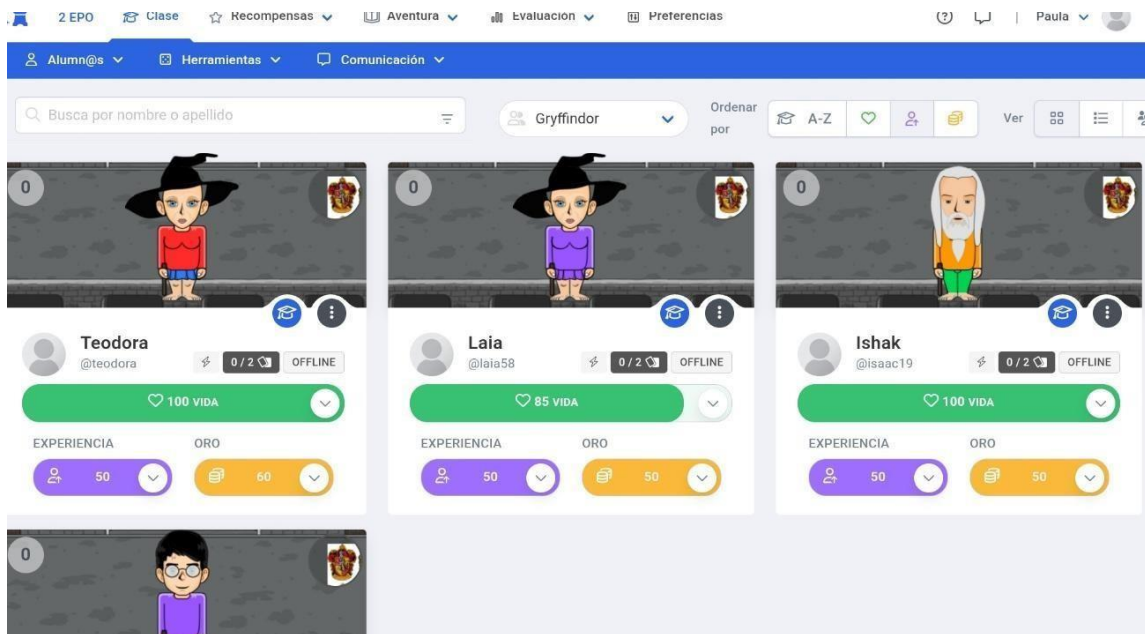 2 EPO Clase Recompensas Aventura Evaluación Preferencias Paula
Alumn@s Herramientas Comunicación
Busca por nombre o apellido Gryffindor Ordenar por A-Z Ver
0 0 0
Teodora
@teodora 0 / 2 OFFLINE
100 VIDA
EXPERIENCIA ORO
50 60
Laia
@laia58 0 / 2 OFFLINE
85 VIDA
EXPERIENCIA ORO
50 50
Ishak
@isaac19 0 / 2 OFFLINE
100 VIDA
EXPERIENCIA ORO
50 50
0